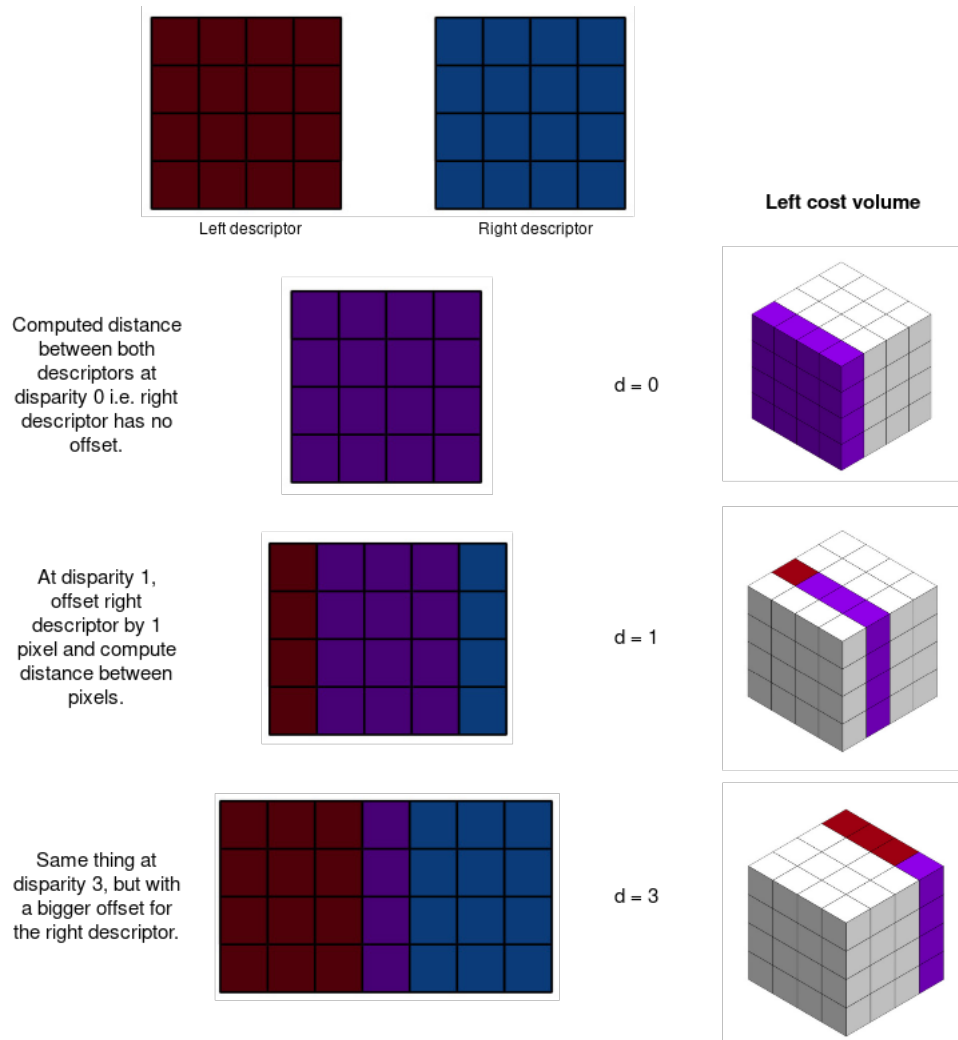 Left descriptor
Right descriptor
Left cost volume
Computed distance
between both
descriptors at
disparity 0 i.e. right
descriptor has no
offset.
d = 0
At disparity 1,
offset right
descriptor by 1
pixel and compute
distance between
pixels.
d = 1
Same thing at
disparity 3, but with
a bigger offset for
the right descriptor.
d = 3